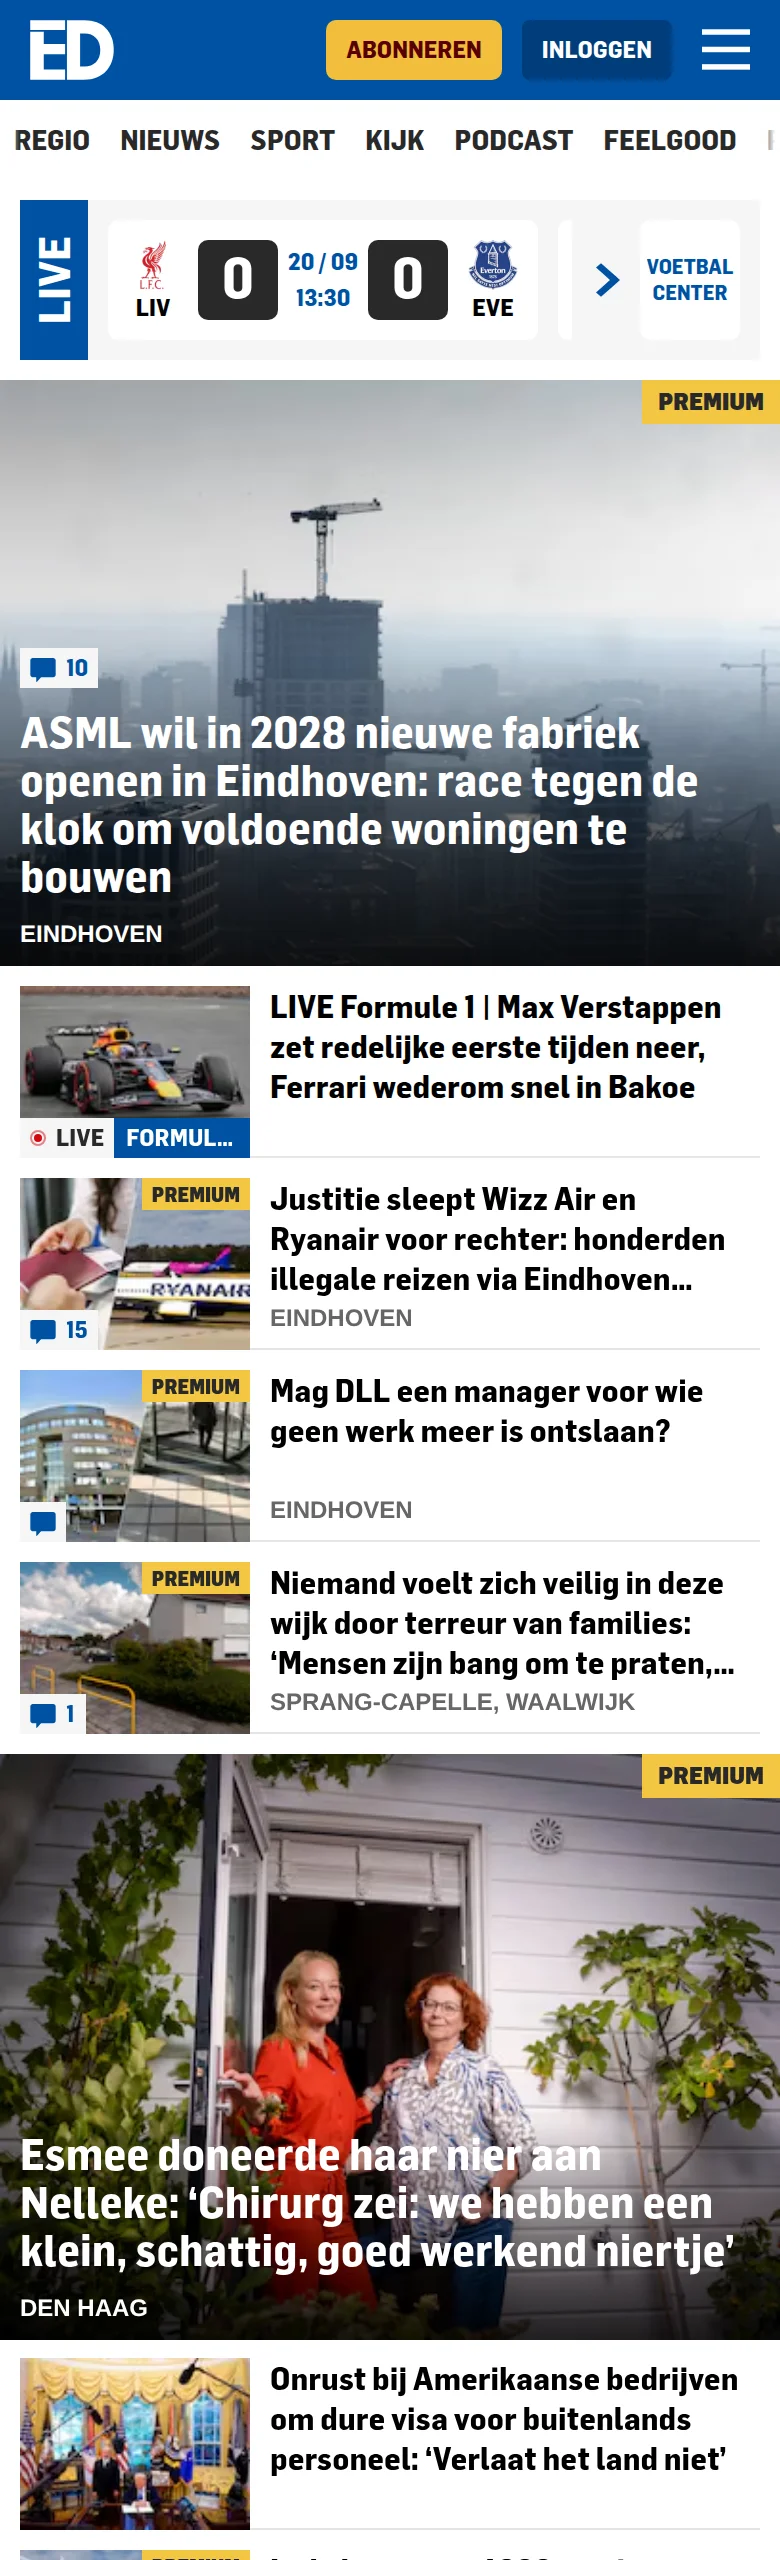 ED
ABONNEREN
INLOGGEN
REGIO NIEUWS SPORT KIJK PODCAST FEELGOOD
LIVE
L.F.C.
LIV
0
20 / 09
13:30
0
Everton
EVE
VOETBAL
CENTER
PREMIUM
10
ASML wil in 2028 nieuwe fabriek
openen in Eindhoven: race tegen de
klok om voldoende woningen te
bouwen
EINDHOVEN
LIVE FORMUL...
LIVE Formule 1 | Max Verstappen
zet redelijke eerste tijden neer,
Ferrari wederom snel in Bakoe
PREMIUM
RYANAIR
15
Justitie sleept Wizz Air en
Ryanair voor rechter: honderden
illegale reizen via Eindhoven...
EINDHOVEN
PREMIUM
Mag DLL een manager voor wie
geen werk meer is ontslaan?
EINDHOVEN
PREMIUM
1
Niemand voelt zich veilig in deze
wijk door terreur van families:
‘Mensen zijn bang om te praten,...
SPRANG-CAPELLE, WAALWIJK
PREMIUM
Esmee doneerde haar nier aan
Nelleke: ‘Chirurg zei: we hebben een
klein, schattig, goed werkend niertje’
DEN HAAG
Onrust bij Amerikaanse bedrijven
om dure visa voor buitenlands
personeel: ‘Verlaat het land niet’